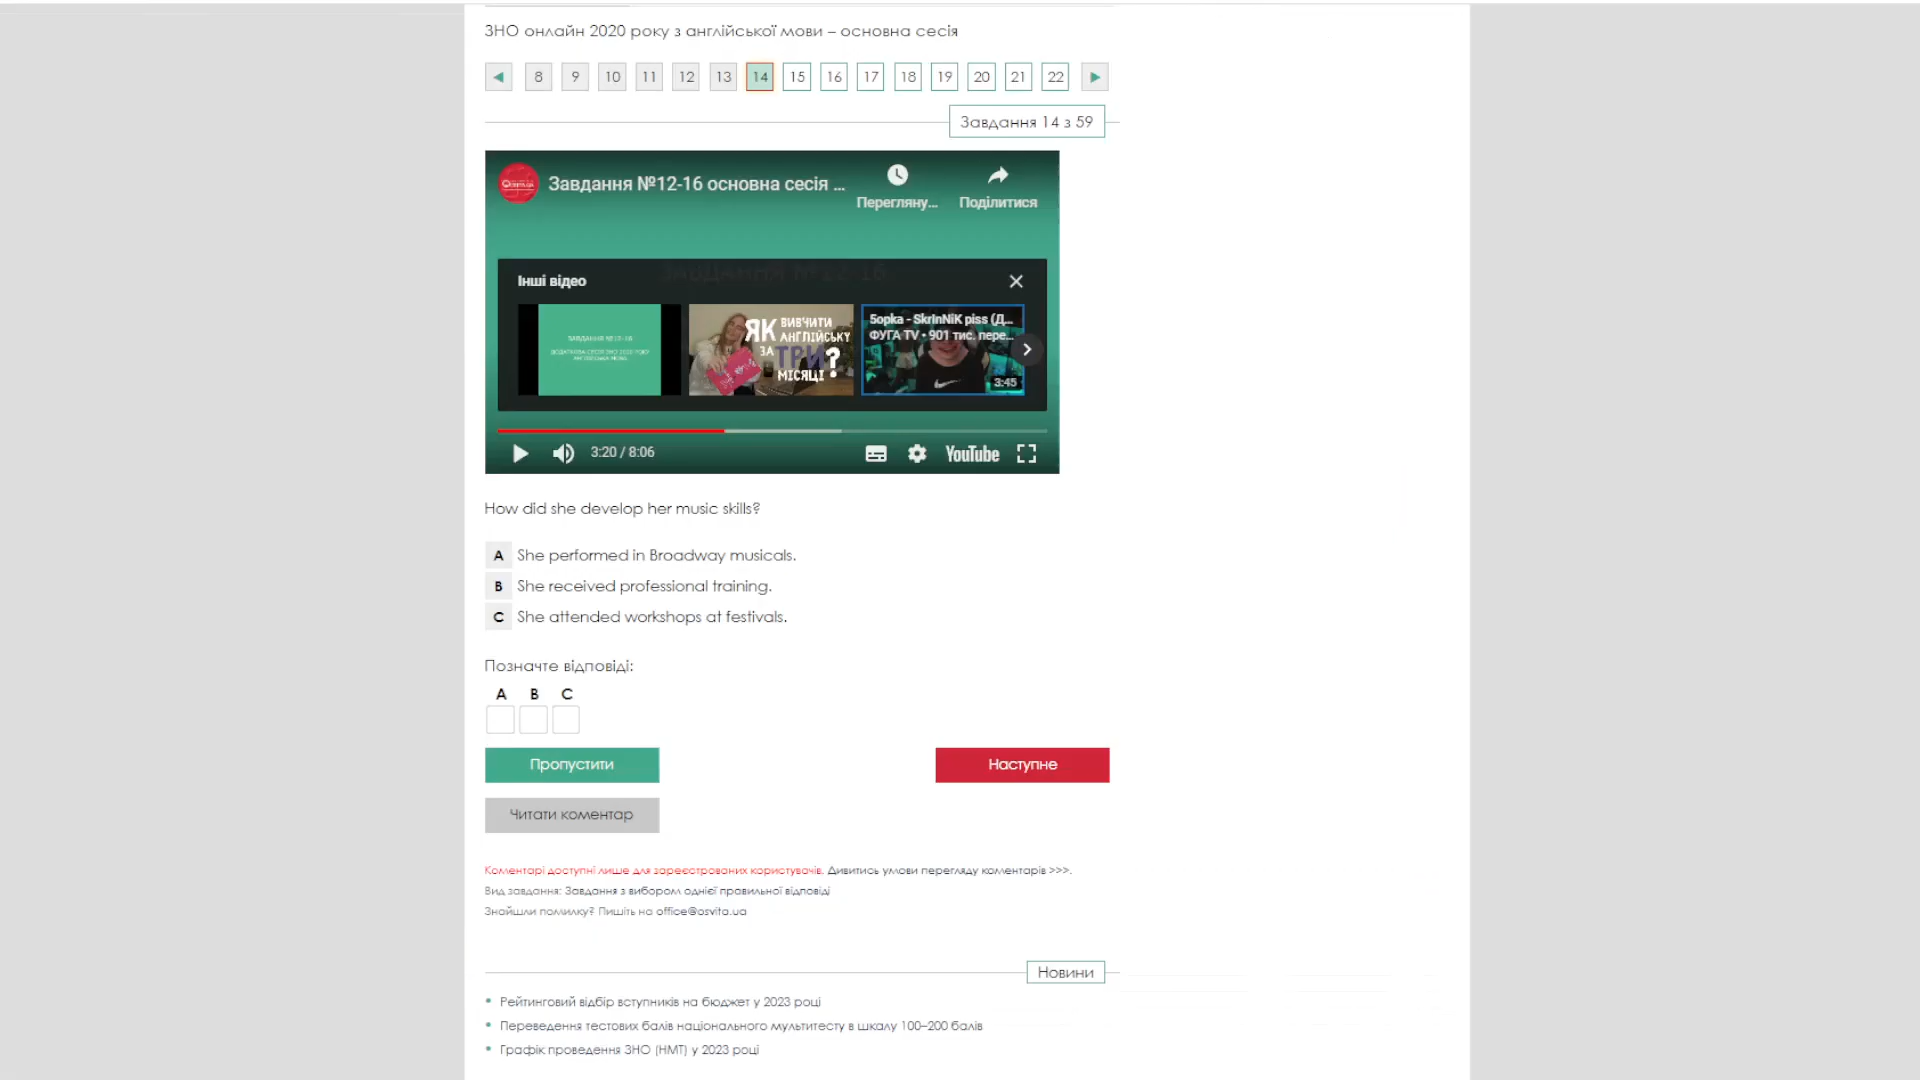 ЗНО онлайн 2020 року з англійської мови – основна сесія
8 9 10 11 12 13 14 15 16 17 18 19 20 21 22
Завдання 14 з 59
Завдання №12-16 основна сесія ...
Перегляну...
Поділитися
Інші відео
ЗАВДАННЯ №12-16
ЯК ВИВЧИТИ АНГЛІЙСЬКУ ЗА ТРИ МІСЯЦІ?
5opka - SkrInNiK piss (Д...
ФУГА TV • 901 тис. пере...
3:45
3:20 / 8:06
YouTube
How did she develop her music skills?
A She performed in Broadway musicals.
B She received professional training.
C She attended workshops at festivals.
Позначте відповіді:
A B C
Пропустити
Наступне
Читати коментар
Коментарі доступні лише для зареєстрованих користувачів. Дивитись умови перегляду коментарів >>>.
Вид завдання: Завдання з вибором однієї правильної відповіді
Знайшли помилку? Пишіть на office@osvita.ua
Новини
Рейтинговий відбір вступників на бюджет у 2023 році
Переведення тестових балів національного мультитесту в шкалу 100–200 балів
Графік проведення ЗНО (НМТ) у 2023 році